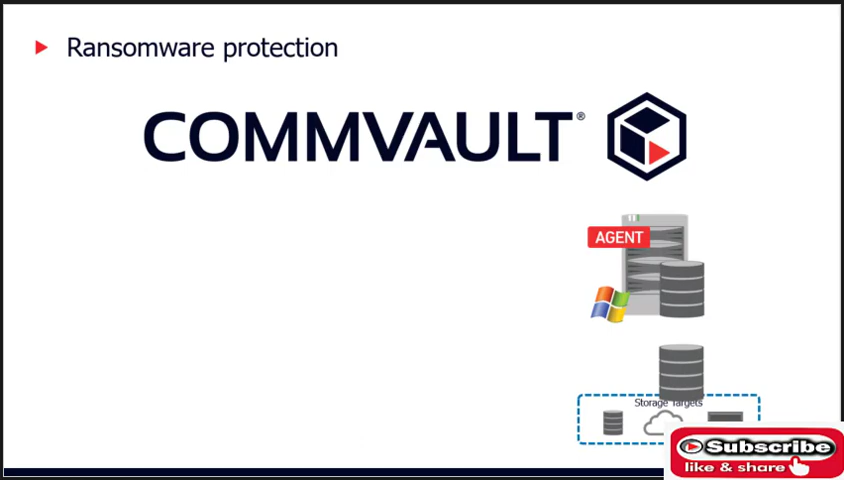 Ransomware protection
COMMVAULT®
AGENT
Storage Targets
Subscribe
like & share